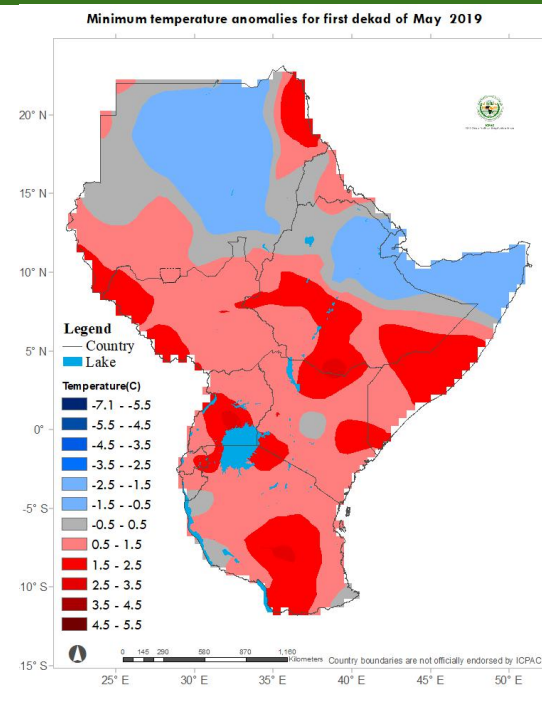 Minimum temperature anomalies for first dekad of May 2019
20° N
15° N
10° N
5° N
0°
-5° S
10° S
15° S
Legend
Country
Lake
Temperature(C)
-7.1 - -5.5
-5.5 - -4.5
-4.5 - -3.5
-3.5 - -2.5
-2.5 - -1.5
-1.5 - -0.5
-0.5 - 0.5
0.5 - 1.5
1.5 - 2.5
2.5 - 3.5
3.5 - 4.5
4.5 - 5.5
0 145 290 580 870 1,160
Kilometers
Country boundaries are not officially endorsed by ICPAC
25° E 30° E 35° E 40° E 45° E 50° E